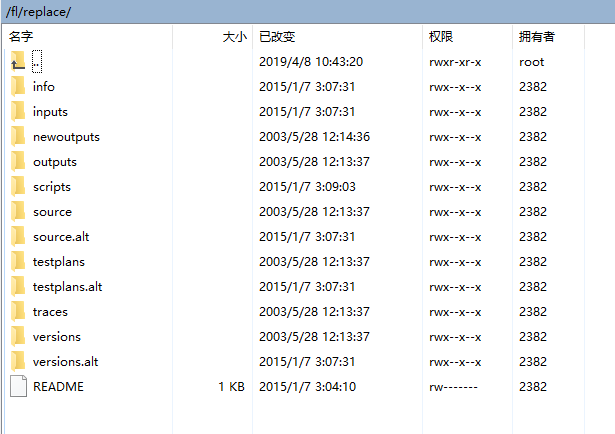 /fl/replace/
名字 大小 已改变 权限 拥有者
.. 2019/4/8 10:43:20 rwxr-xr-x root
info 2015/1/7 3:07:31 rwx--x--x 2382
inputs 2015/1/7 3:07:31 rwx--x--x 2382
newoutputs 2003/5/28 12:14:36 rwx--x--x 2382
outputs 2003/5/28 12:13:37 rwx--x--x 2382
scripts 2015/1/7 3:09:03 rwx--x--x 2382
source 2003/5/28 12:13:37 rwx--x--x 2382
source.alt 2015/1/7 3:07:31 rwx--x--x 2382
testplans 2003/5/28 12:13:37 rwx--x--x 2382
testplans.alt 2015/1/7 3:07:31 rwx--x--x 2382
traces 2003/5/28 12:13:37 rwx--x--x 2382
versions 2003/5/28 12:13:37 rwx--x--x 2382
versions.alt 2015/1/7 3:07:31 rwx--x--x 2382
README 1 KB 2015/1/7 3:04:10 rw------- 2382